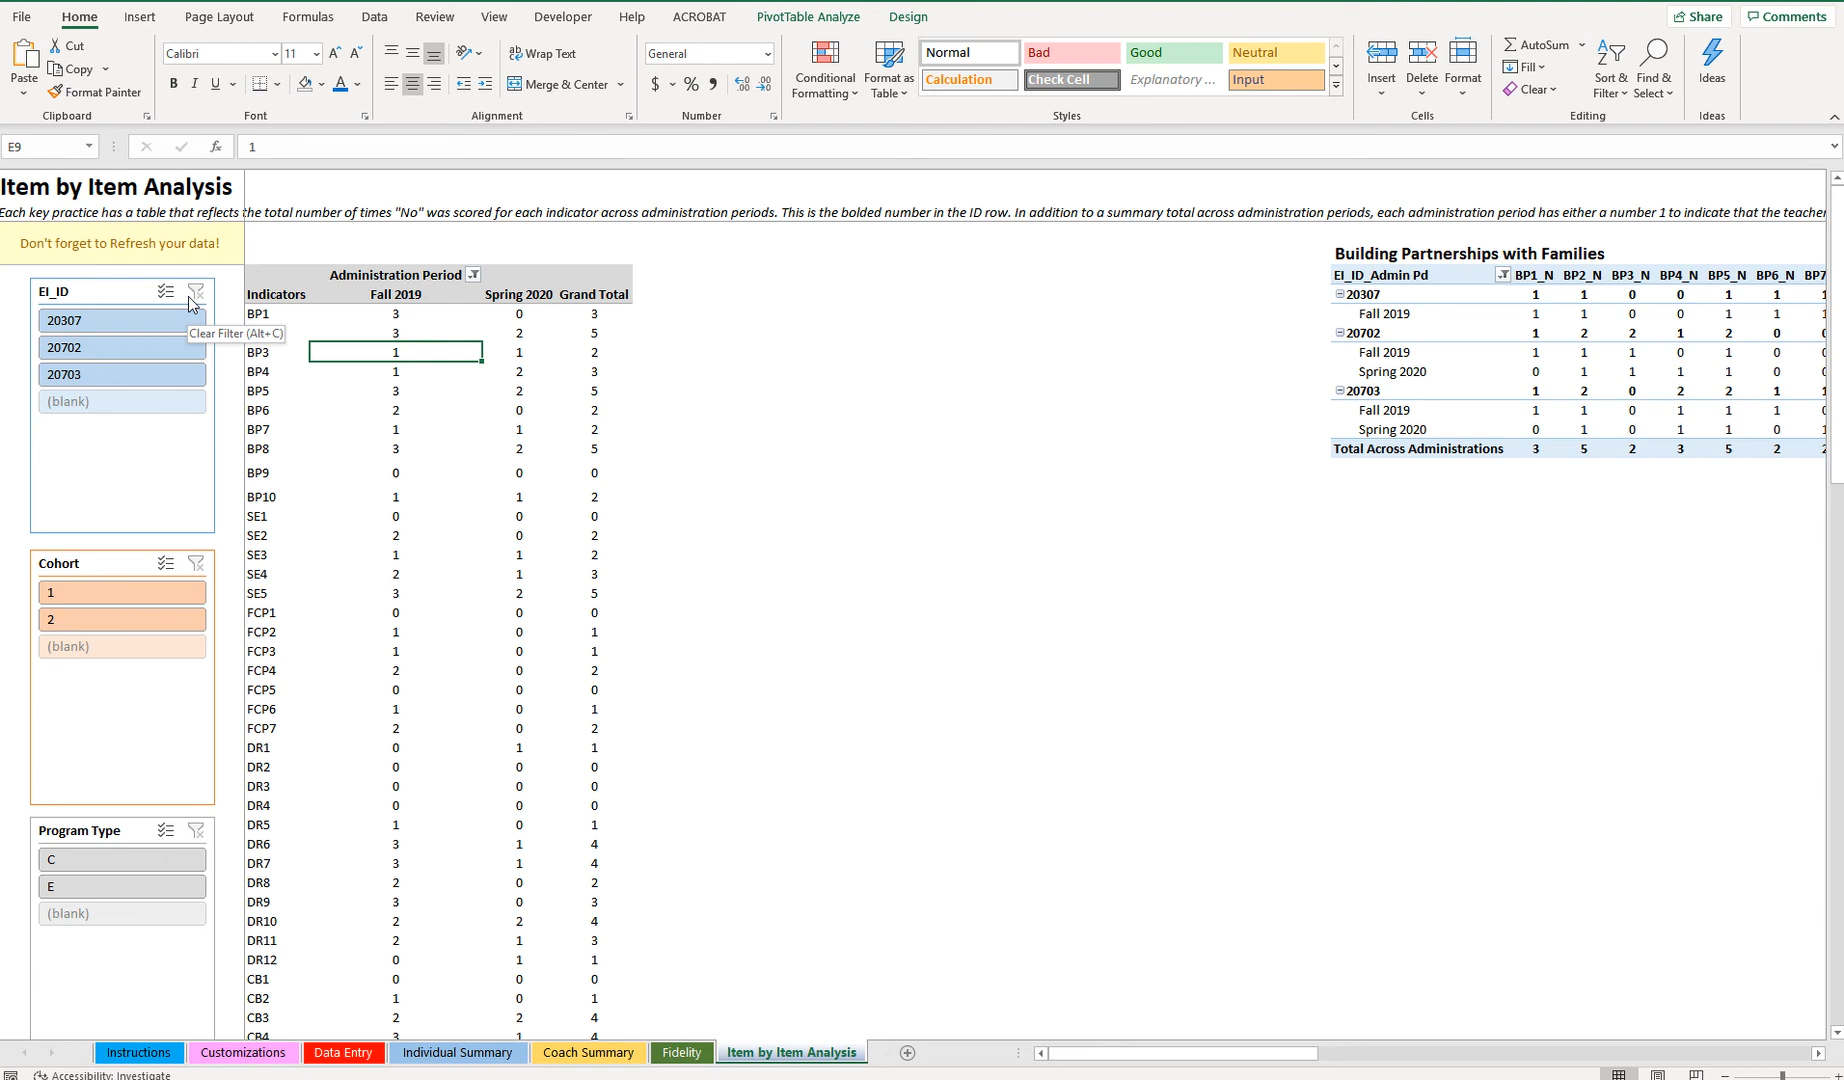 File Home Insert Page Layout Formulas Data Review View Developer Help ACROBAT PivotTable Analyze Design Share Comments
Paste Cut Copy Format Painter Clipboard
Calibri 11 A A B I U A Font
Wrap Text Merge & Center Alignment
General $ % Number
Conditional Formatting Format as Table
Normal Bad Good Neutral
Calculation Check Cell Explanatory ... Input
Styles
Insert Delete Format Cells
AutoSum Fill Clear Sort & Filter Find & Select Editing
Ideas Ideas
E9 fx 1
Item by Item Analysis
Each key practice has a table that reflects the total number of times "No" was scored for each indicator across administration periods. This is the bolded number in the ID row. In addition to a summary total across administration periods, each administration period has either a number 1 to indicate that the teacher
Don't forget to Refresh your data!
EI_ID
20307
20702
20703
(blank)
Clear Filter (Alt+C)
Cohort
1
2
(blank)
Program Type
C
E
(blank)
Administration Period
Indicators Fall 2019 Spring 2020 Grand Total
BP1 3 0 3
3 2 5
BP3 1 1 2
BP4 1 2 3
BP5 3 2 5
BP6 2 0 2
BP7 1 1 2
BP8 3 2 5
BP9 0 0 0
BP10 1 1 2
SE1 0 0 0
SE2 2 0 2
SE3 1 1 2
SE4 2 1 3
SE5 3 2 5
FCP1 0 0 0
FCP2 1 0 1
FCP3 1 0 1
FCP4 2 0 2
FCP5 0 0 0
FCP6 1 0 1
FCP7 2 0 2
DR1 0 1 1
DR2 0 0 0
DR3 0 0 0
DR4 0 0 0
DR5 1 0 1
DR6 3 1 4
DR7 3 1 4
DR8 2 0 2
DR9 3 0 3
DR10 2 2 4
DR11 2 1 3
DR12 0 1 1
CB1 0 0 0
CB2 1 0 1
CB3 2 2 4
CB4 3 1 4
Building Partnerships with Families
EI_ID_Admin Pd BP1_N BP2_N BP3_N BP4_N BP5_N BP6_N BP7
20307 1 1 0 0 1 1
Fall 2019 1 1 0 0 1 1
20702 1 2 2 1 2 0
Fall 2019 1 1 1 0 1 0
Spring 2020 0 1 1 1 1 0
20703 1 2 0 2 2 1
Fall 2019 1 1 0 1 1 1
Spring 2020 0 1 0 1 1 0
Total Across Administrations 3 5 2 3 5 2
Instructions Customizations Data Entry Individual Summary Coach Summary Fidelity Item by Item Analysis
Accessibility: Investigate